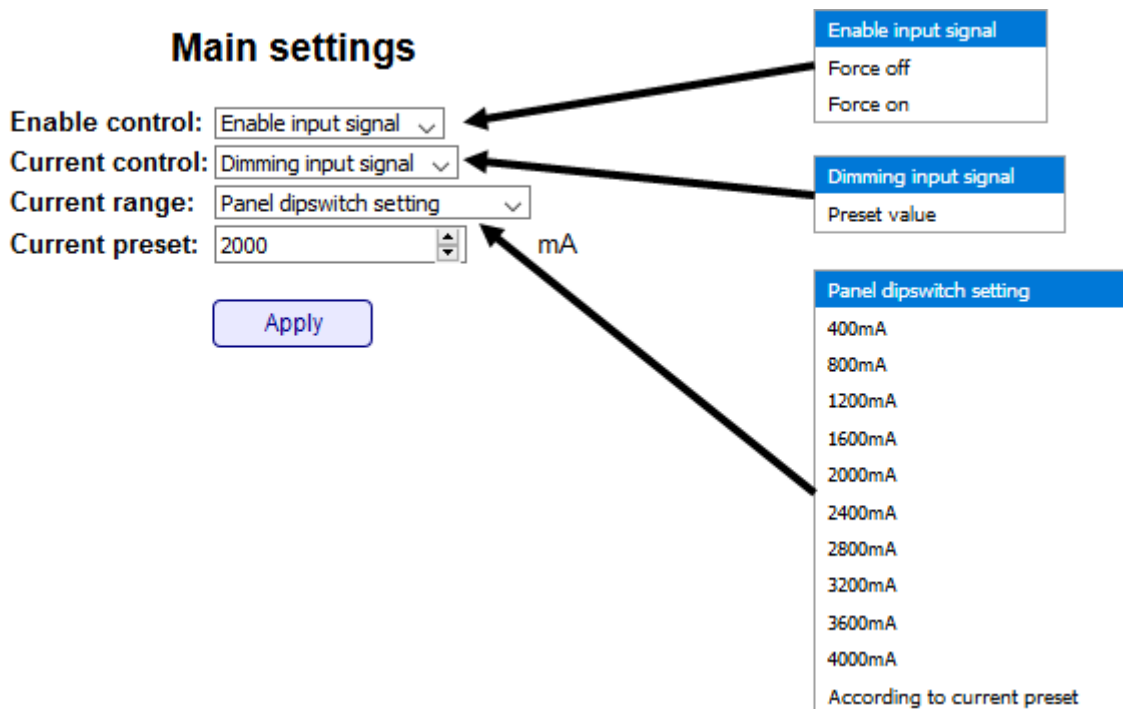 Main settings
Enable control: Enable input signal
Current control: Dimming input signal
Current range: Panel dipswitch setting
Current preset: 2000 mA
Apply
Enable input signal
Force off
Force on
Dimming input signal
Preset value
Panel dipswitch setting
400mA
800mA
1200mA
1600mA
2000mA
2400mA
2800mA
3200mA
3600mA
4000mA
According to current preset